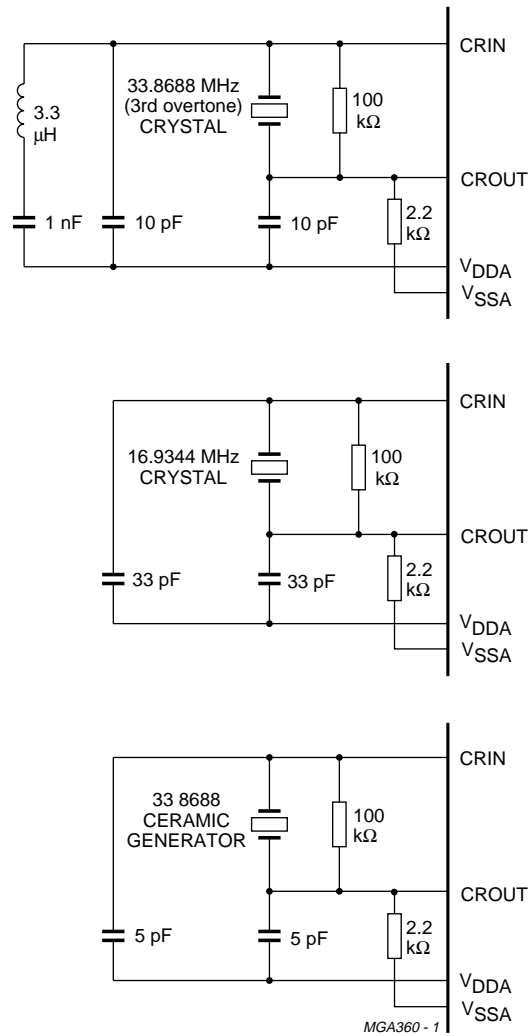 CRIN
33.8688 MHz
(3rd overtone)
CRYSTAL
100
kΩ
3.3
μH
CROUT
1 nF
10 pF
10 pF
2.2
kΩ
VDDA
VSSA
CRIN
16.9344 MHz
CRYSTAL
100
kΩ
CROUT
33 pF
33 pF
2.2
kΩ
VDDA
VSSA
CRIN
33 8688
CERAMIC
GENERATOR
100
kΩ
CROUT
5 pF
5 pF
2.2
kΩ
VDDA
VSSA
MGA360 - 1